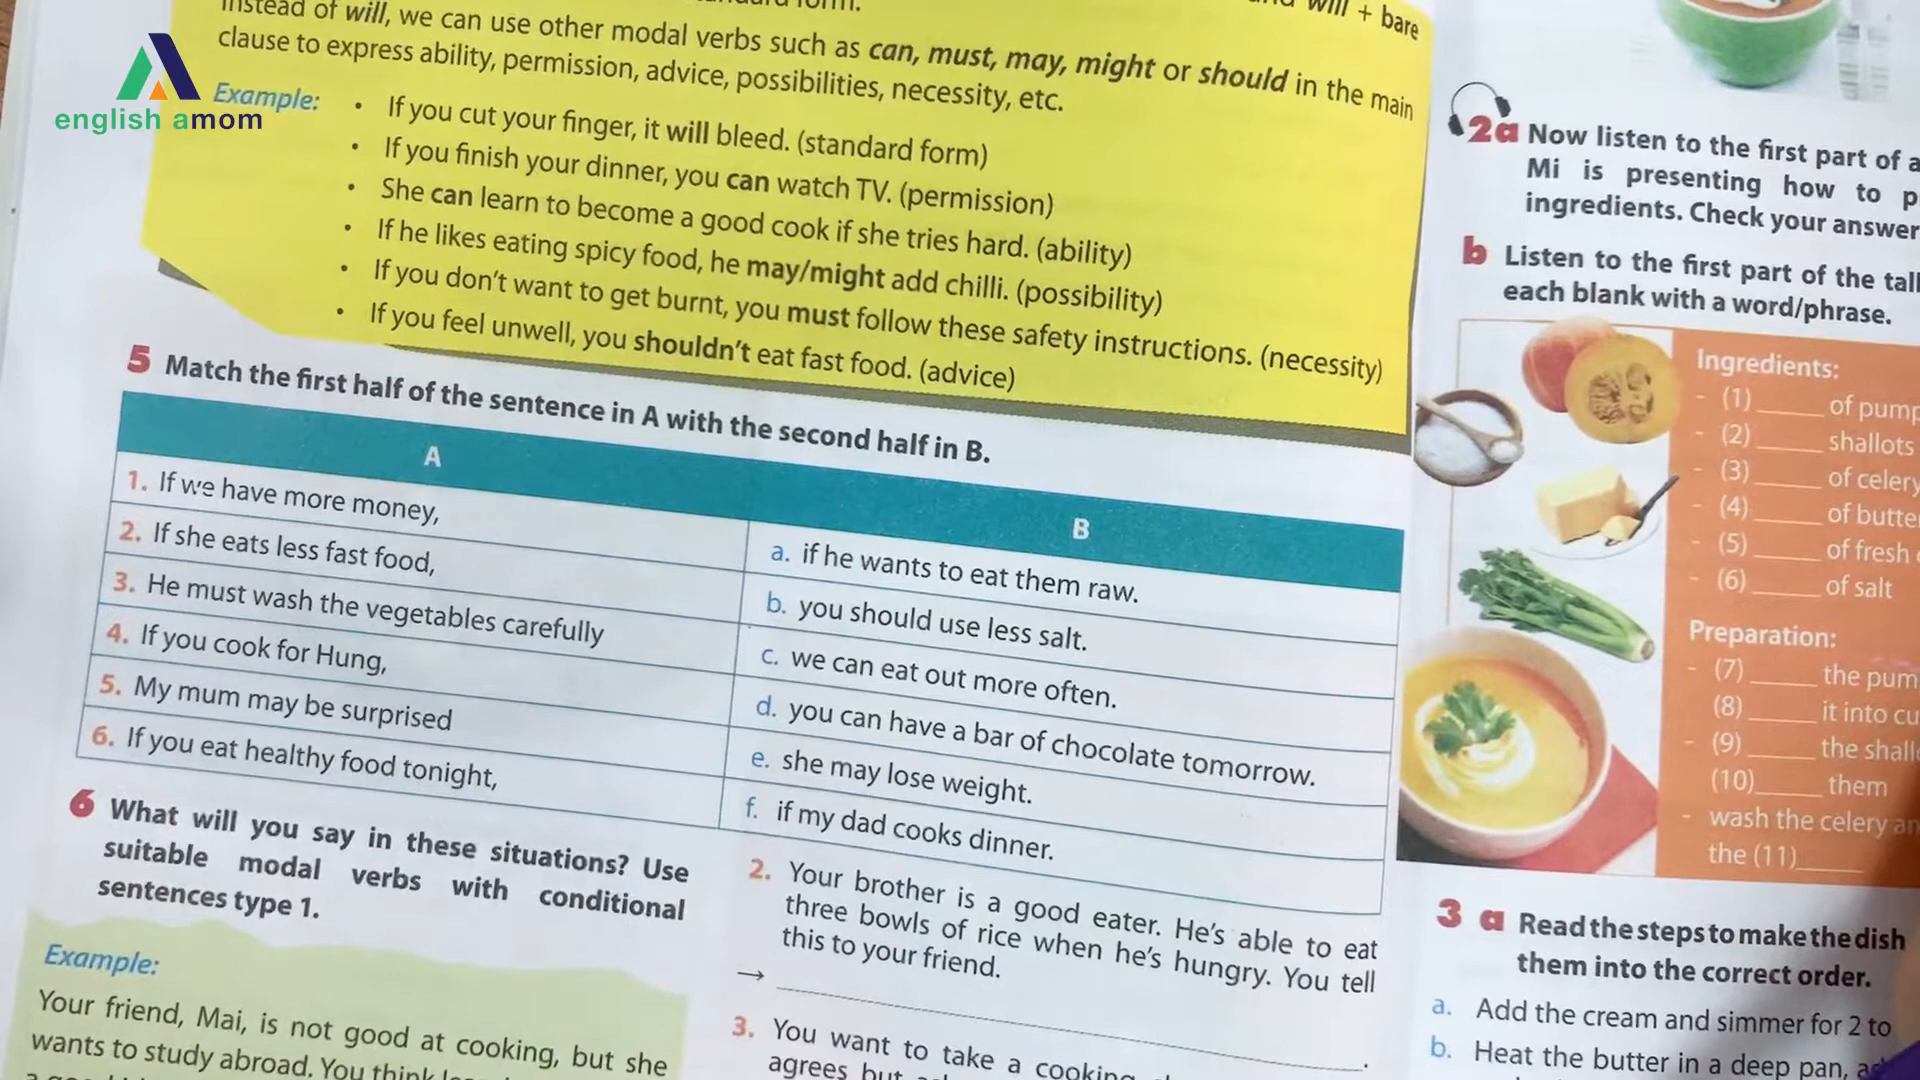 english amom
will + bare
Instead of will, we can use other modal verbs such as can, must, may, might or should in the main
clause to express ability, permission, advice, possibilities, necessity, etc.
Example:
• If you cut your finger, it will bleed. (standard form)
• If you finish your dinner, you can watch TV. (permission)
• She can learn to become a good cook if she tries hard. (ability)
• If he likes eating spicy food, he may/might add chilli. (possibility)
• If you don't want to get burnt, you must follow these safety instructions. (necessity)
• If you feel unwell, you shouldn't eat fast food. (advice)
5 Match the first half of the sentence in A with the second half in B.
A
1. If we have more money,
2. If she eats less fast food,
3. He must wash the vegetables carefully
4. If you cook for Hung,
5. My mum may be surprised
6. If you eat healthy food tonight,
B
a. if he wants to eat them raw.
b. you should use less salt.
c. we can eat out more often.
d. you can have a bar of chocolate tomorrow.
e. she may lose weight.
f. if my dad cooks dinner.
6 What will you say in these situations? Use
suitable modal verbs with conditional
sentences type 1.
Example:
Your friend, Mai, is not good at cooking, but she
wants to study abroad. You think
2. Your brother is a good eater. He's able to eat
three bowls of rice when he's hungry. You tell
this to your friend.
→ ______.
3. You want to take a cooking
agrees but
2a Now listen to the first part of a
Mi is presenting how to p
ingredients. Check your answer
b Listen to the first part of the tal
each blank with a word/phrase.
Ingredients:
- (1) _____ of pump
- (2) _____ shallots
- (3) _____ of celery
- (4) _____ of butter
- (5) _____ of fresh
- (6) _____ of salt
Preparation:
- (7) _____ the pum
(8) _____ it into cu
- (9) _____ the shall
(10) _____ them
- wash the celery an
the (11) _____
3 a Read the steps to make the dish
them into the correct order.
a. Add the cream and simmer for 2 to
b. Heat the butter in a deep pan,